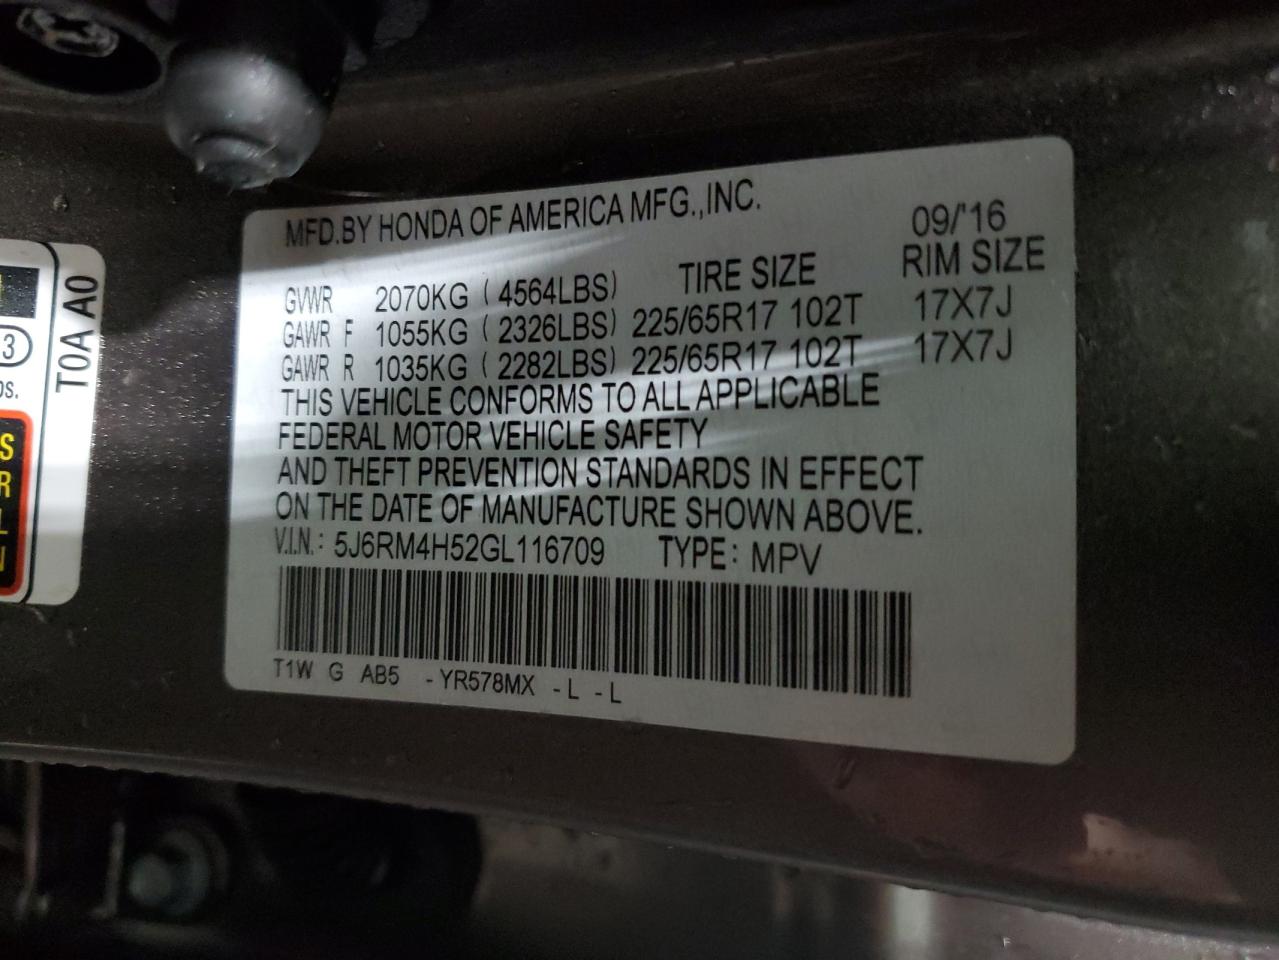 MFD.BY HONDA OF AMERICA MFG.,INC.
09/'16
GVWR 2070KG ( 4564LBS) TIRE SIZE RIM SIZE
GAWR F 1055KG ( 2326LBS) 225/65R17 102T 17X7J
GAWR R 1035KG ( 2282LBS) 225/65R17 102T 17X7J
THIS VEHICLE CONFORMS TO ALL APPLICABLE
FEDERAL MOTOR VEHICLE SAFETY
AND THEFT PREVENTION STANDARDS IN EFFECT
ON THE DATE OF MANUFACTURE SHOWN ABOVE.
V.I.N.: 5J6RM4H52GL116709 TYPE: MPV
T1W G AB5 -YR578MX -L -L
T0A A0
3
S
R
L
N